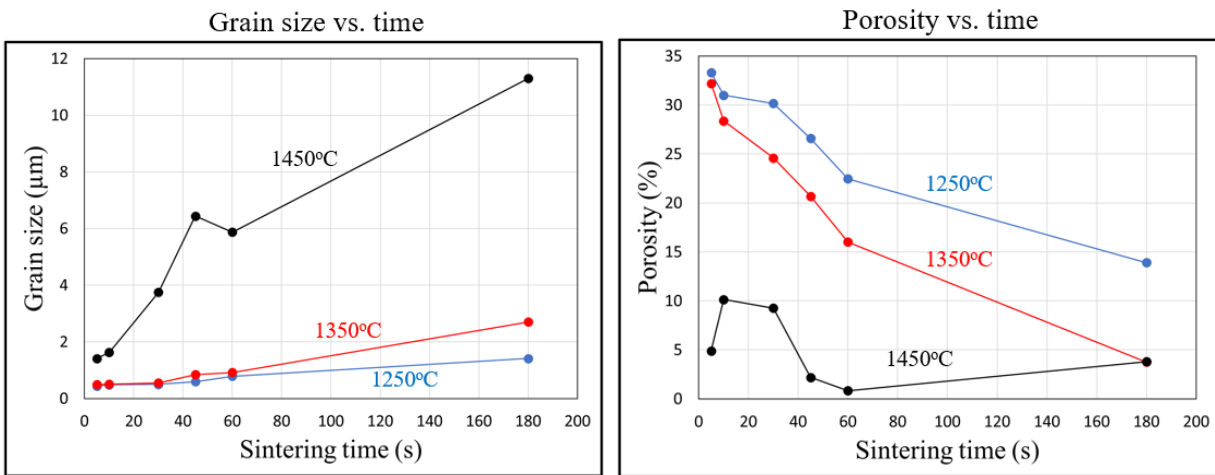 Grain size vs. time
12
10
8
6
4
2
0
Grain size (µm)
1450°C
1350°C
1250°C
0 20 40 60 80 100 120 140 160 180 200
Sintering time (s)
Porosity vs. time
35
30
25
20
15
10
5
0
Porosity (%)
1250°C
1350°C
1450°C
0 20 40 60 80 100 120 140 160 180 200
Sintering time (s)